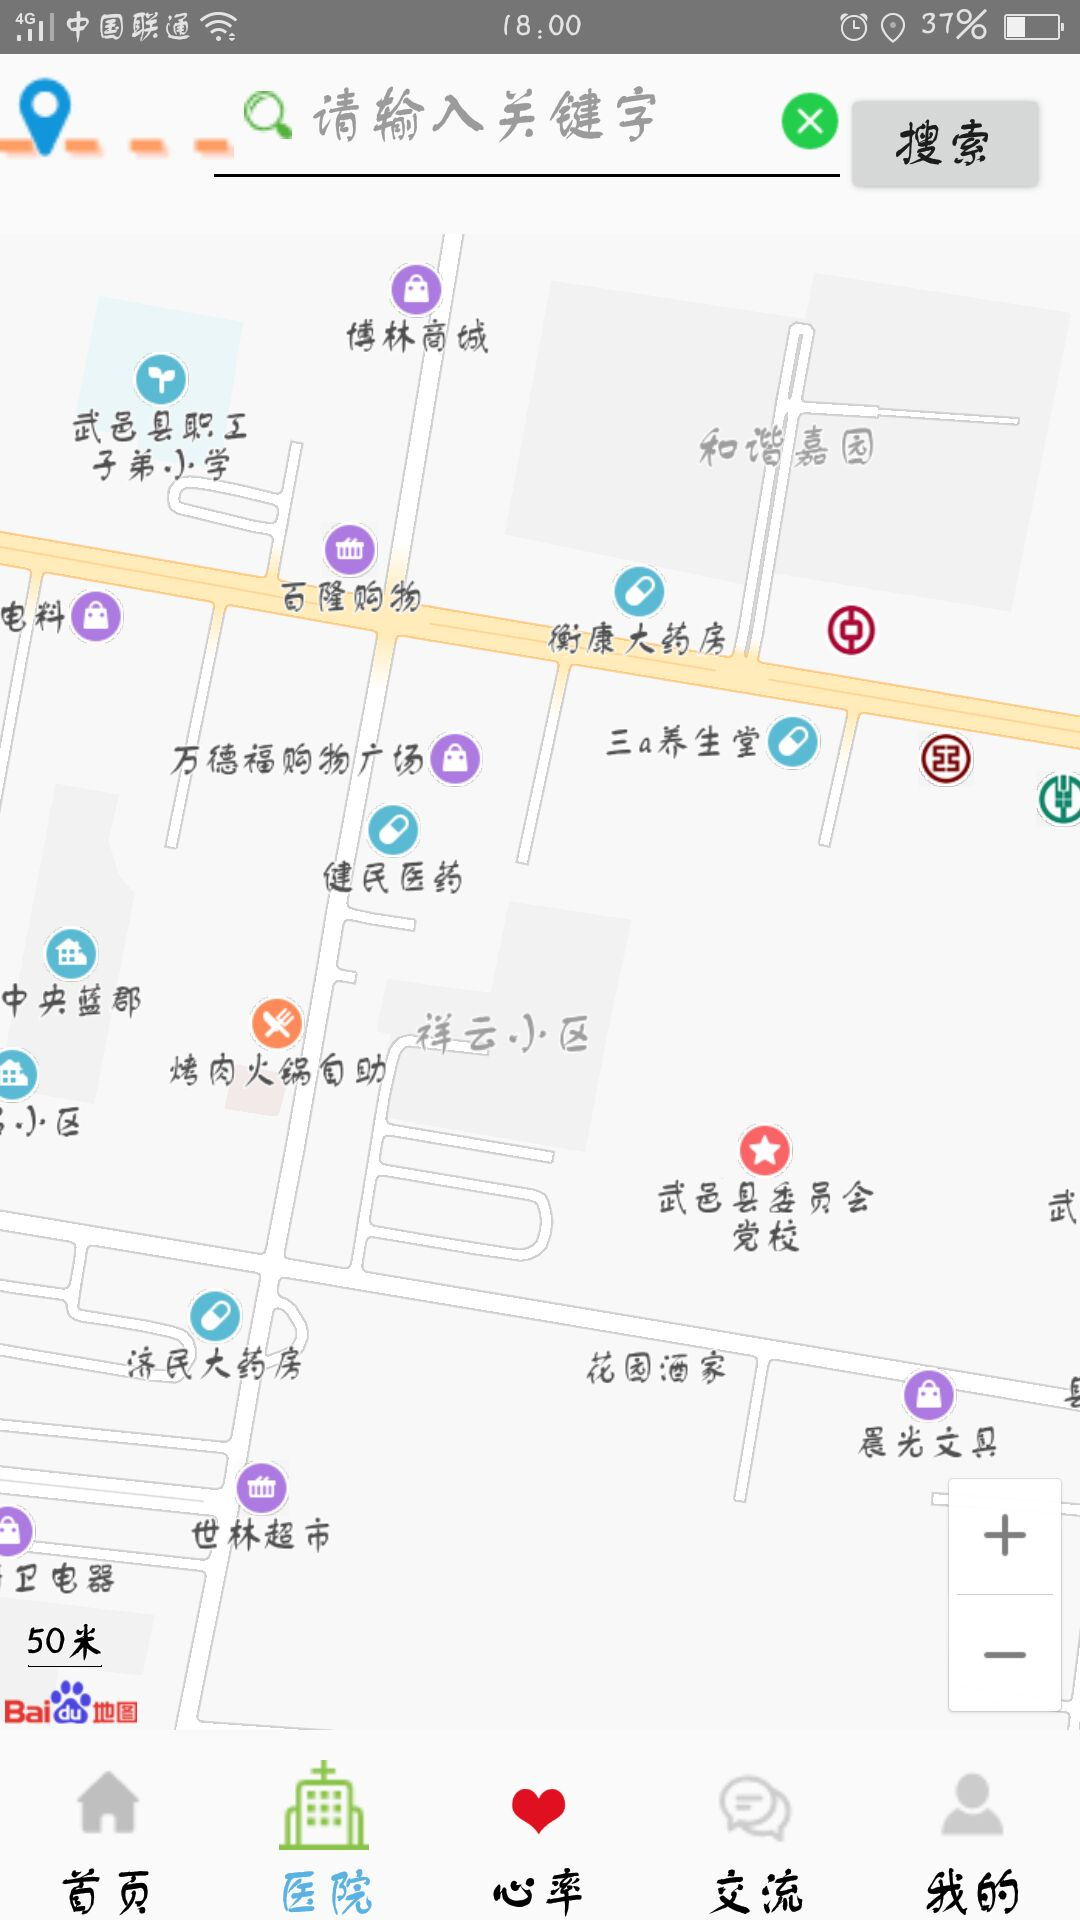 4G 中国联通 18:00 37%
请输入关键字 搜索
博林商城
武邑县职工
子弟小学
和谐嘉园
百隆购物
电料
衡康大药房
万德福购物广场
三a养生堂
健民医药
中央蓝郡
祥云小区
烤肉火锅自助
小区
武邑县委员会
党校
武
济民大药房
花园酒家
县
晨光文具
世林超市
卫电器
50米
Bai du 地图
首页 医院 心率 交流 我的